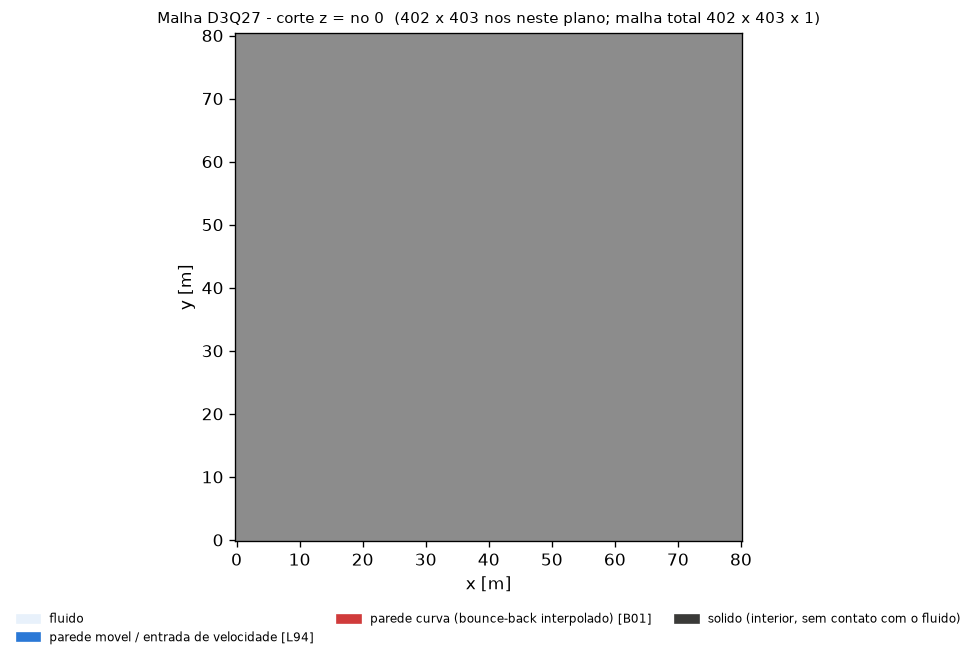 Malha D3Q27 - corte z = no 0  (402 x 403 nos neste plano; malha total 402 x 403 x 1)
80
70
60
50
40
30
20
10
0
y [m]
0 10 20 30 40 50 60 70 80
x [m]
fluido
parede movel / entrada de velocidade [L94]
parede curva (bounce-back interpolado) [B01]
solido (interior, sem contato com o fluido)